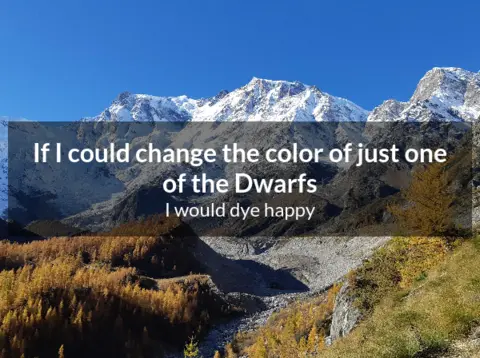 If I could change the color of just one
of the Dwarfs
I would dye happy